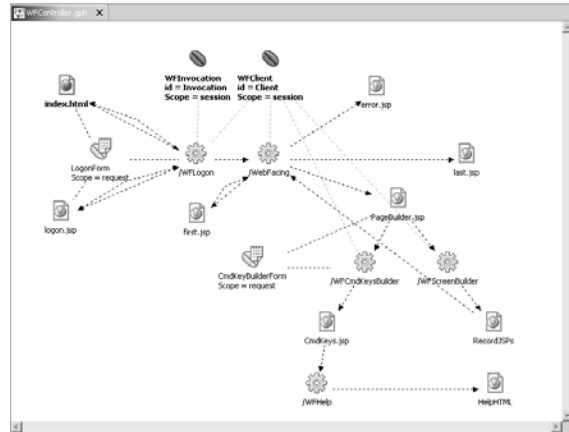 WFController.gph
WFInvocation
id = Invocation
Scope = session
WFClient
id = Client
Scope = session
index.html
error.jsp
LogonForm
Scope = request
/WFLogon
/WebFacing
last.jsp
logon.jsp
first.jsp
PageBuilder.jsp
CmdKeyBuilderForm
Scope = request
/WFCmdKeysBuilder
/WFScreenBuilder
CmdKeys.jsp
RecordJSPs
/WFHelp
HelpHTML